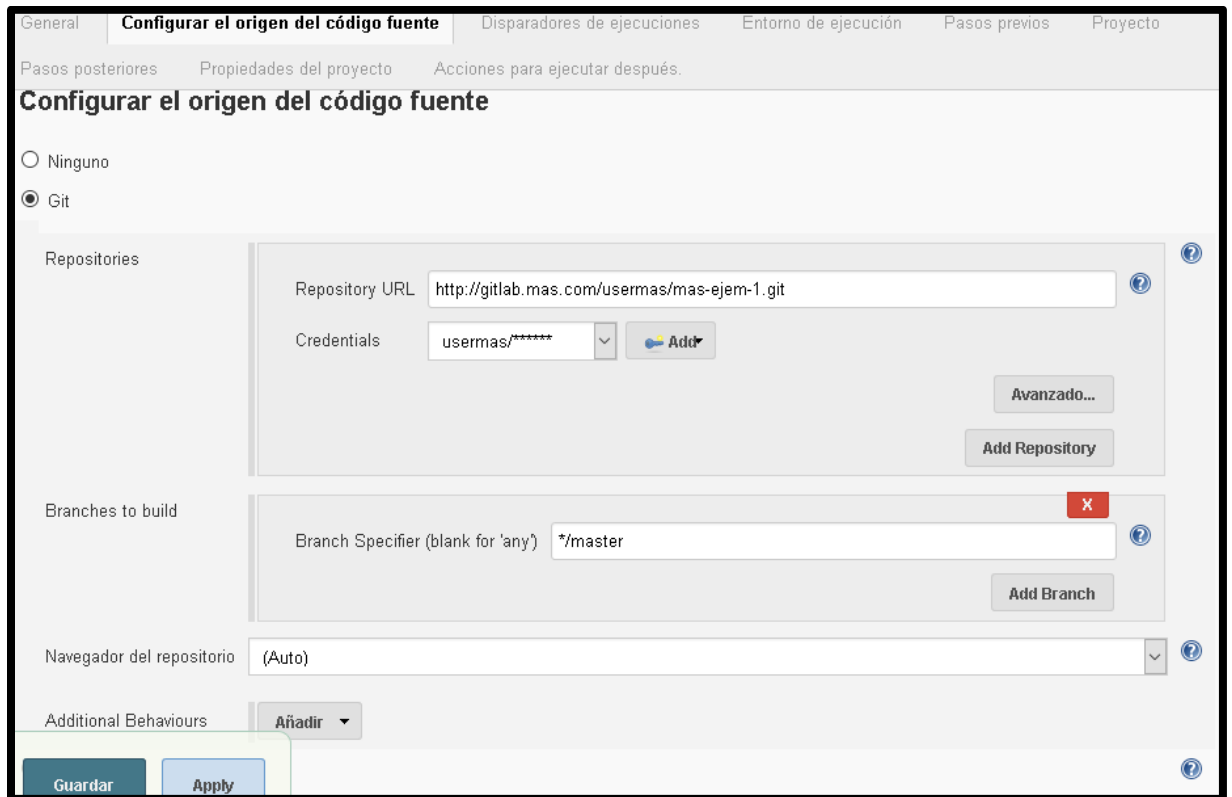 General Configurar el origen del código fuente Disparadores de ejecuciones Entorno de ejecución Pasos previos Proyecto
Pasos posteriores Propiedades del proyecto Acciones para ejecutar después.
Configurar el origen del código fuente
Ninguno
Git
Repositories
Repository URL http://gitlab.mas.com/usermas/mas-ejem-1.git
Credentials usermas/****** Add
Avanzado...
Add Repository
Branches to build
X
Branch Specifier (blank for 'any') */master
Add Branch
Navegador del repositorio (Auto)
Additional Behaviours Añadir
Guardar Apply